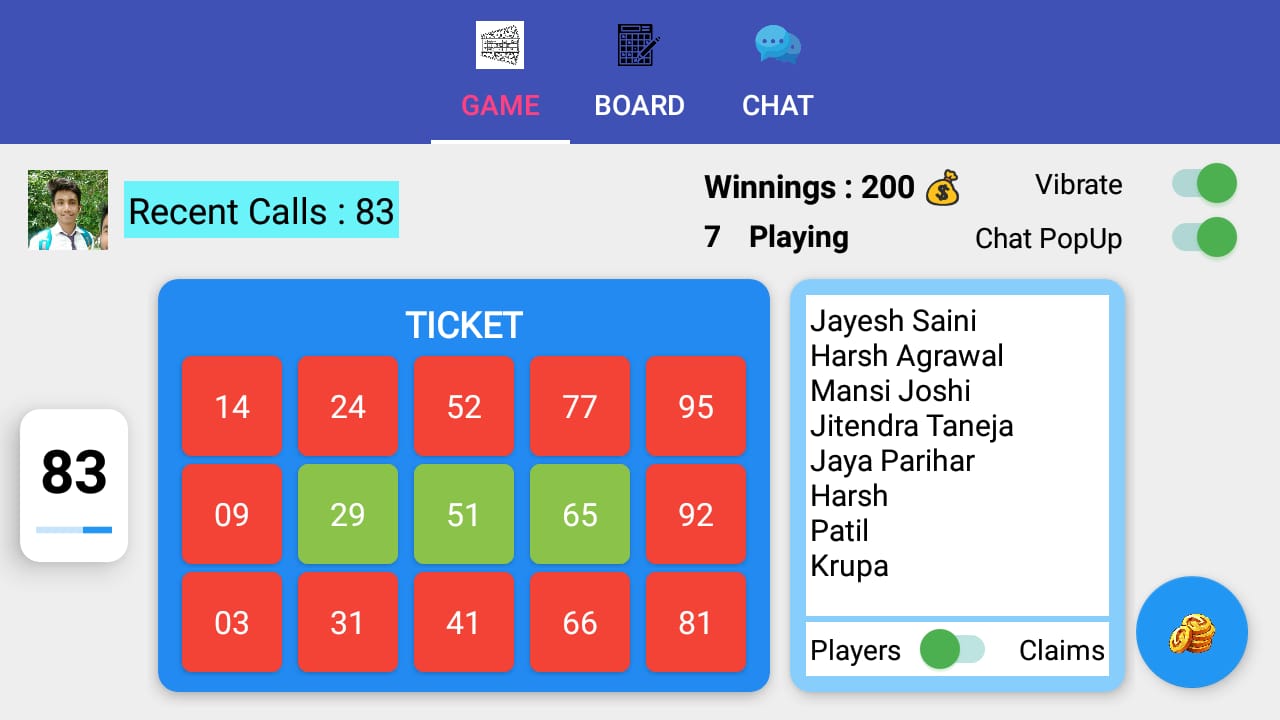 GAME BOARD CHAT
Recent Calls : 83
Winnings : 200
Vibrate
7 Playing
Chat PopUp
83
TICKET
14 24 52 77 95
09 29 51 65 92
03 31 41 66 81
Jayesh Saini
Harsh Agrawal
Mansi Joshi
Jitendra Taneja
Jaya Parihar
Harsh
Patil
Krupa
Players Claims